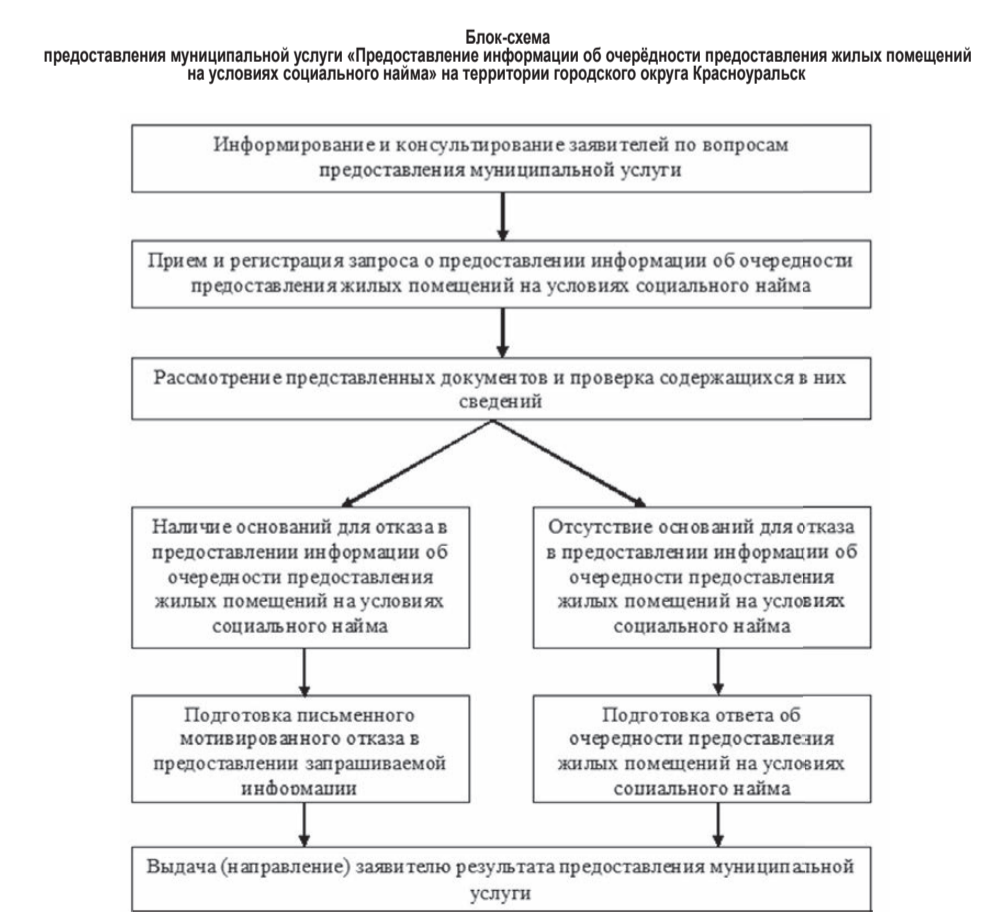 Блок-схема
предоставления муниципальной услуги «Предоставление информации об очерёдности предоставления жилых помещений
на условиях социального найма» на территории городского округа Красноуральск
Информирование и консультирование заявителей по вопросам
предоставления муниципальной услуги
Прием и регистрация запроса о предоставлении информации об очередности
предоставления жилых помещений на условиях социального найма
Рассмотрение представленных документов и проверка содержащихся в них
сведений
Наличие оснований для отказа в
предоставлении информации об
очередности предоставления
жилых помещений на условиях
социального найма
Отсутствие оснований для отказа
в предоставлении информации об
очередности предоставления
жилых помещений на условиях
социального найма
Подготовка письменного
мотивированного отказа в
предоставлении запрашиваемой
информации
Подготовка ответа об
очередности предоставления
жилых помещений на условиях
социального найма
Выдача (направление) заявителю результата предоставления муниципальной
услуги